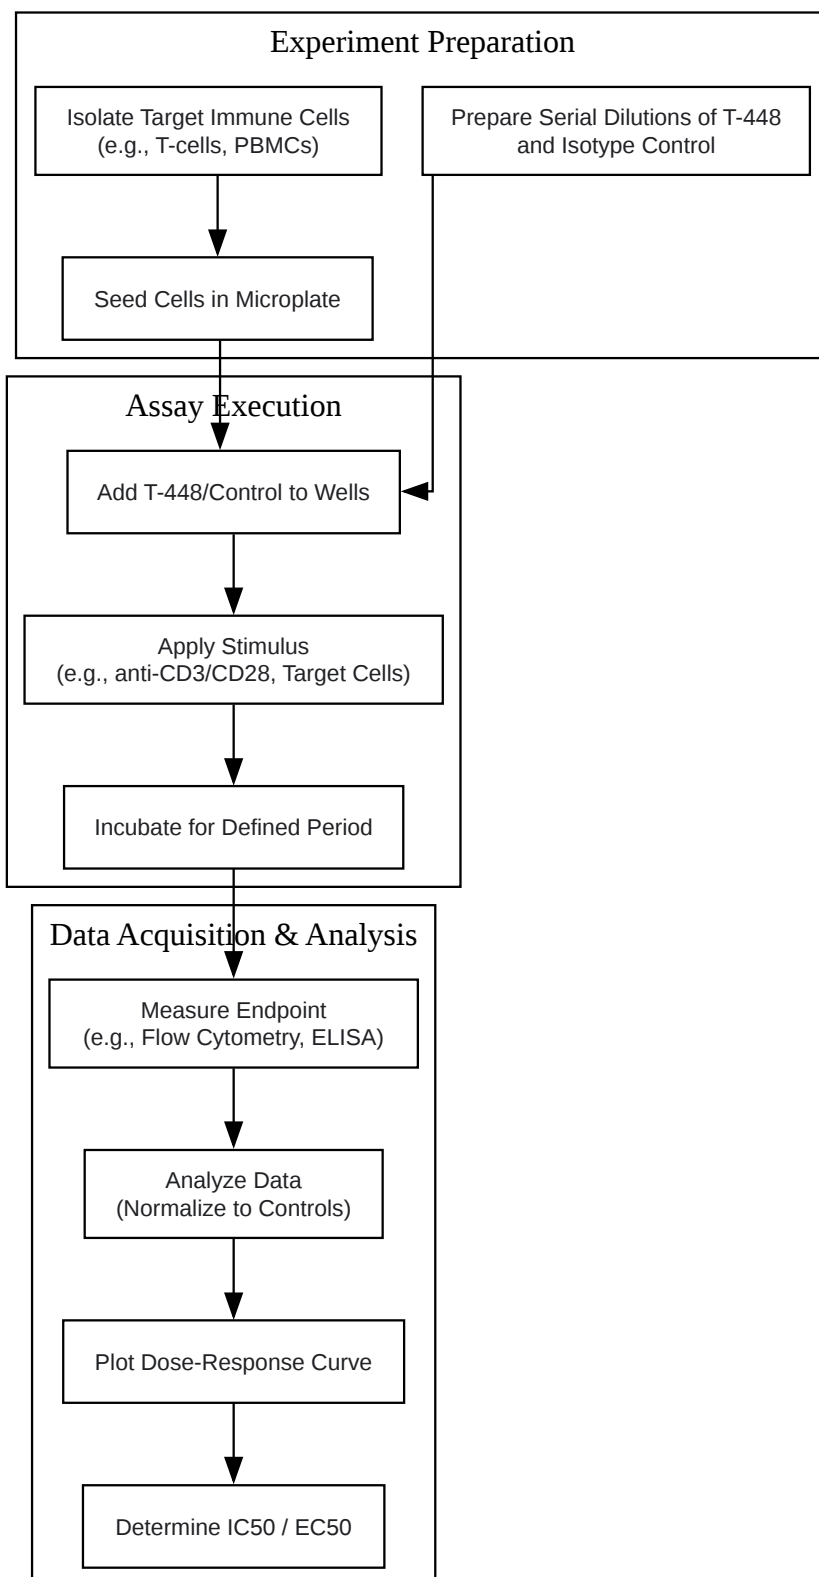 Experiment Preparation
Isolate Target Immune Cells
(e.g., T-cells, PBMCs)
Prepare Serial Dilutions of T-448
and Isotype Control
Seed Cells in Microplate
Assay Execution
Add T-448/Control to Wells
Apply Stimulus
(e.g., anti-CD3/CD28, Target Cells)
Incubate for Defined Period
Data Acquisition & Analysis
Measure Endpoint
(e.g., Flow Cytometry, ELISA)
Analyze Data
(Normalize to Controls)
Plot Dose-Response Curve
Determine IC50 / EC50